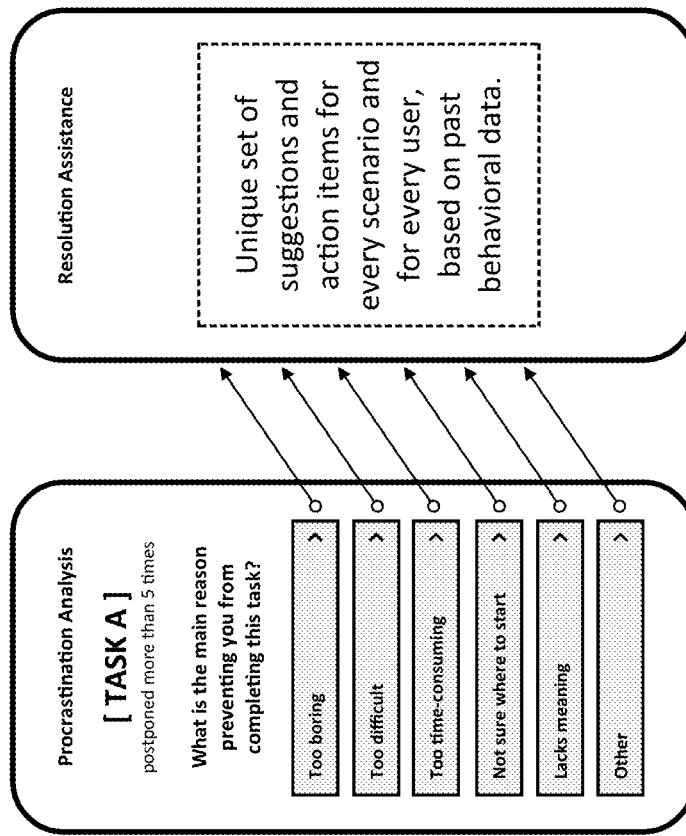 Procrastination Analysis
[ TASK A ]
postponed more than 5 times
What is the main reason
preventing you from
completing this task?
Too boring >
Too difficult >
Too time-consuming >
Not sure where to start >
Lacks meaning >
Other >
Resolution Assistance
Unique set of
suggestions and
action items for
every scenario and
for every user,
based on past
behavioral data.